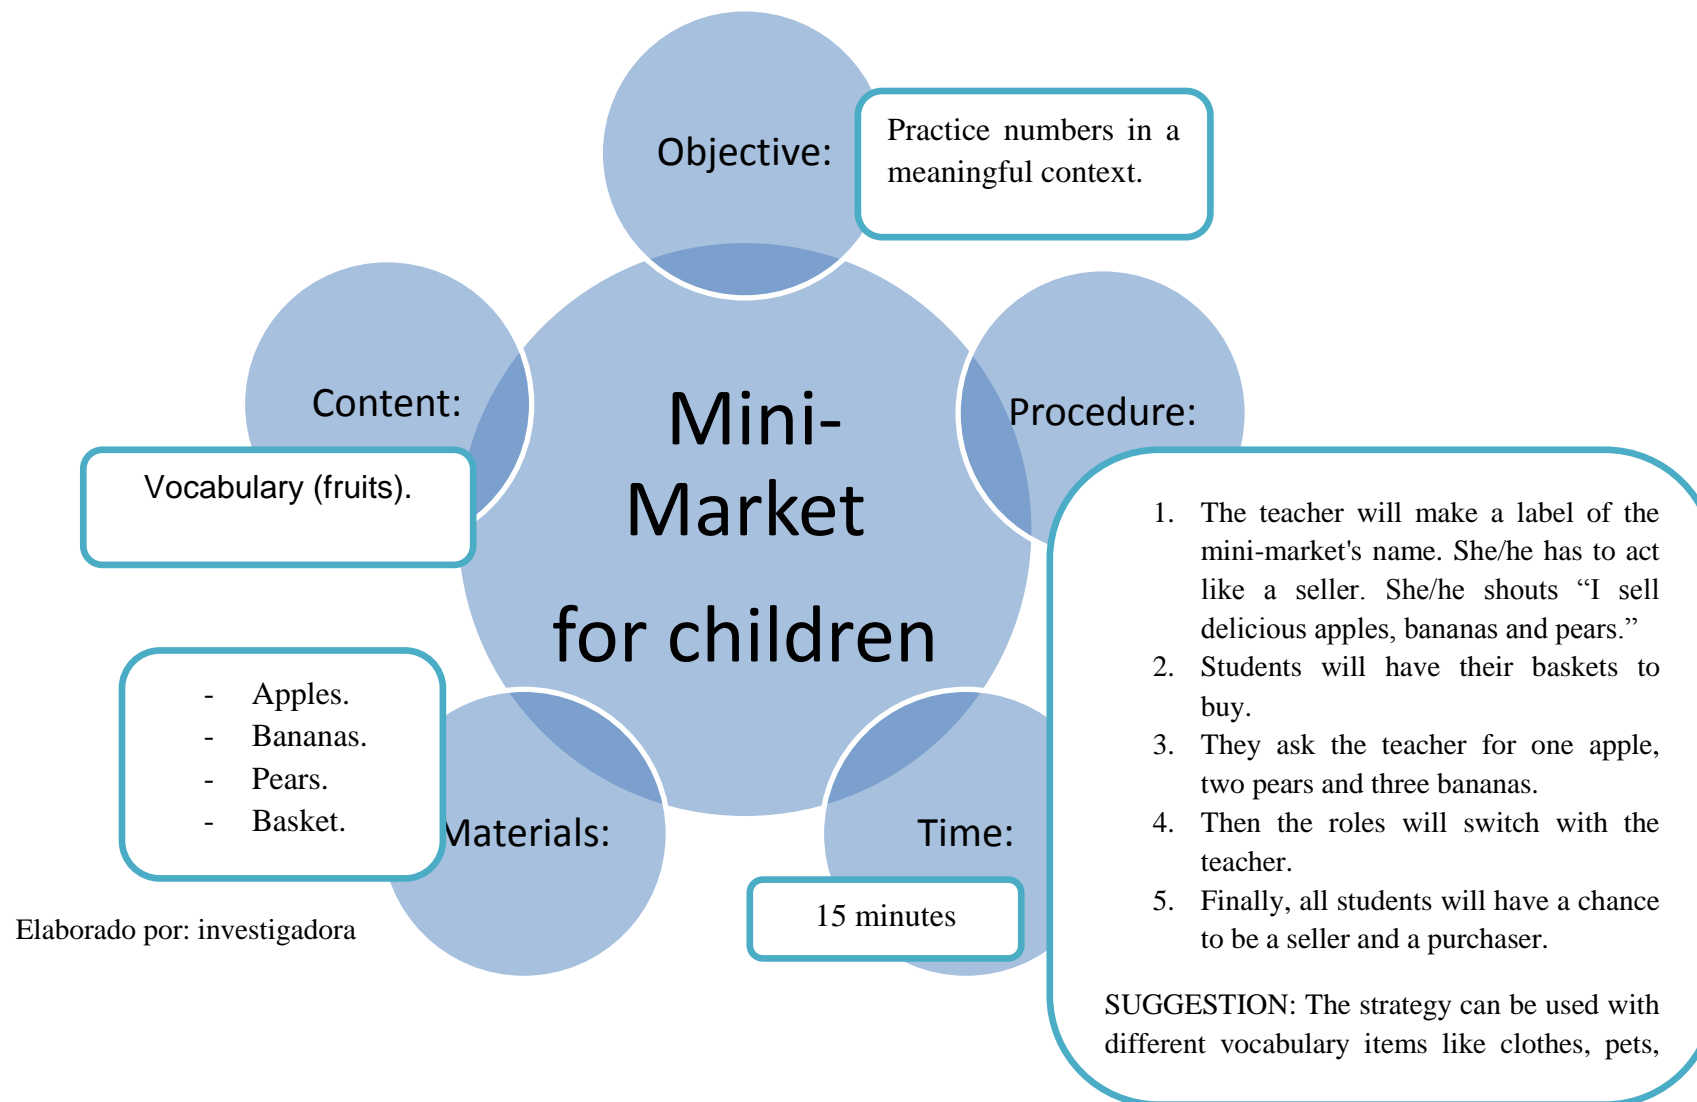 Objective:
Practice numbers in a
meaningful context.
Content:
Vocabulary (fruits).
Mini-
Market
for children
Procedure:
1. The teacher will make a label of the
mini-market's name. She/he has to act
like a seller. She/he shouts “I sell
delicious apples, bananas and pears.”
2. Students will have their baskets to
buy.
3. They ask the teacher for one apple,
two pears and three bananas.
4. Then the roles will switch with the
teacher.
5. Finally, all students will have a chance
to be a seller and a purchaser.
SUGGESTION: The strategy can be used with
different vocabulary items like clothes, pets,
Materials:
- Apples.
- Bananas.
- Pears.
- Basket.
Time:
15 minutes
Elaborado por: investigadora